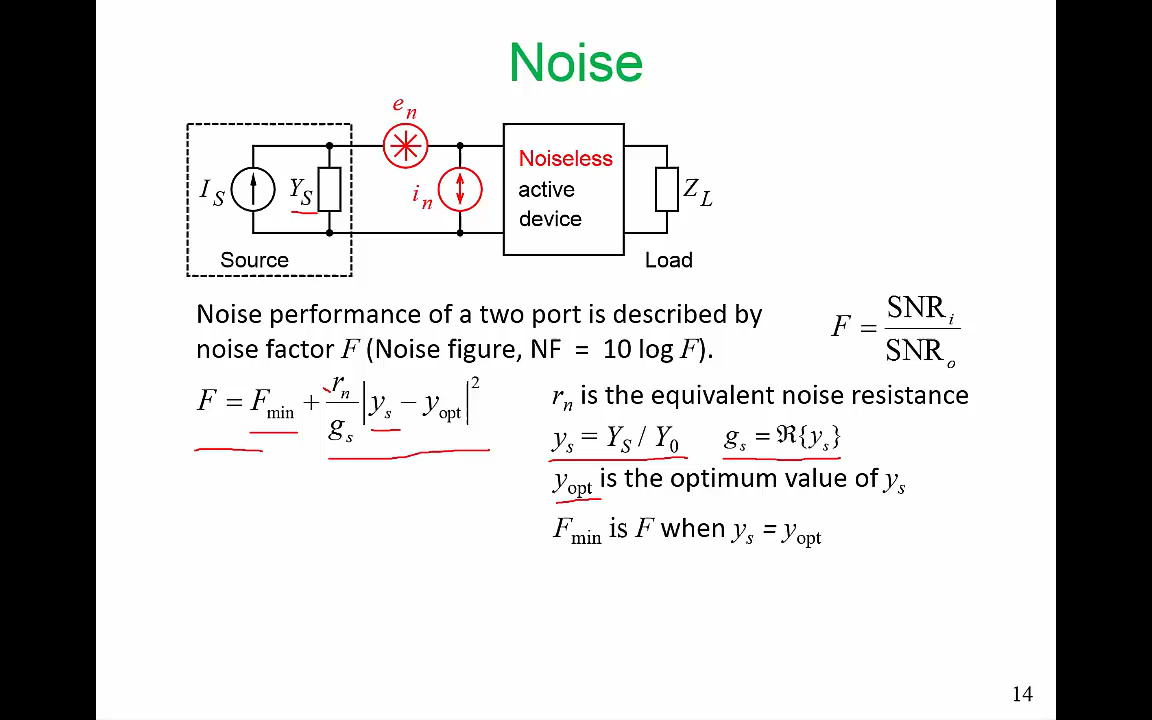 Noise
e_n
Noiseless
active
device
I_S
Y_S
i_n
Z_L
Source
Load
Noise performance of a two port is described by
noise factor F (Noise figure, NF = 10 log F).
F = SNR_i / SNR_o
F = F_min + r_n / g_s |y_s − y_opt|^2
r_n is the equivalent noise resistance
y_s = Y_S / Y_0 g_s = ℜ{y_s}
y_opt is the optimum value of y_s
F_min is F when y_s = y_opt
14